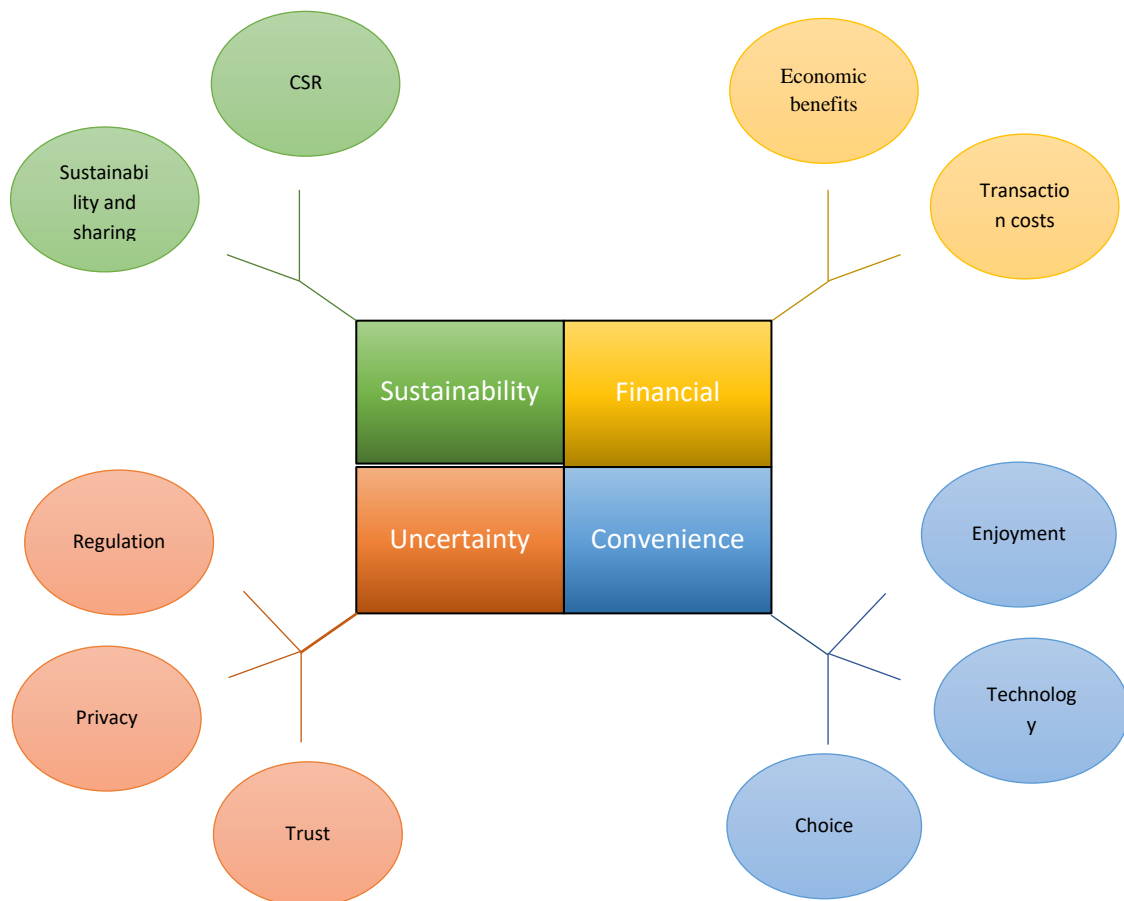 CSR
Economic
benefits
Sustainabi
lity and
sharing
Transactio
n costs
Sustainability
Financial
Uncertainty
Convenience
Regulation
Enjoyment
Privacy
Technolog
y
Trust
Choice